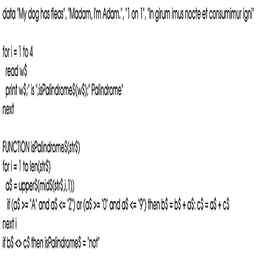 data "My dog has fleas", "Madam, I'm Adam.", "1 on 1", "In girum imus nocte et consumimur igni"
for i = 1 to 4
read w$
print w$;" is ";isPalindrome$(w$);" Palindrome"
next
FUNCTION isPalindrome$(str$)
for i = 1 to len(str$)
a$ = upper$(mid$(str$,i,1))
if (a$ >= "A" and a$ <= "Z") or (a$ >= "0" and a$ <= "9") then b$ = b$ + a$: c$ = a$ + c$
next i
if b$ <> c$ then isPalindrome$ = "not"